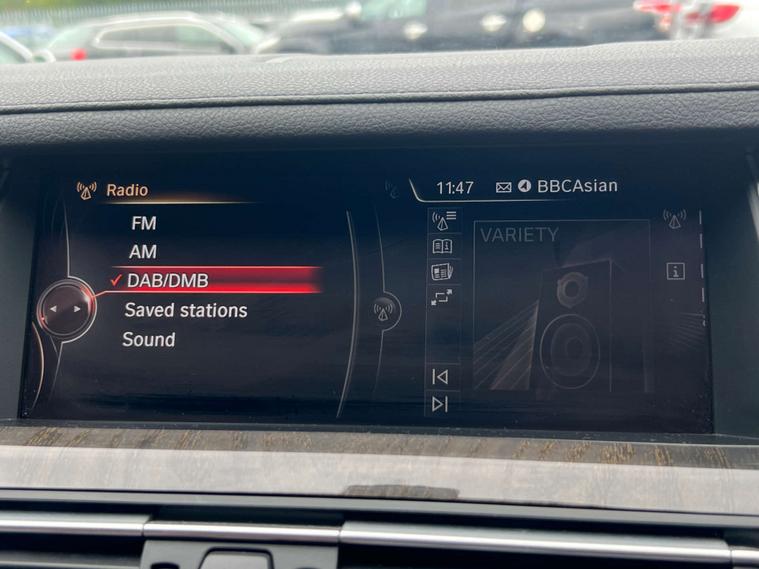 Radio
FM
AM
DAB/DMB
Saved stations
Sound
11:47 BBCAsian
VARIETY